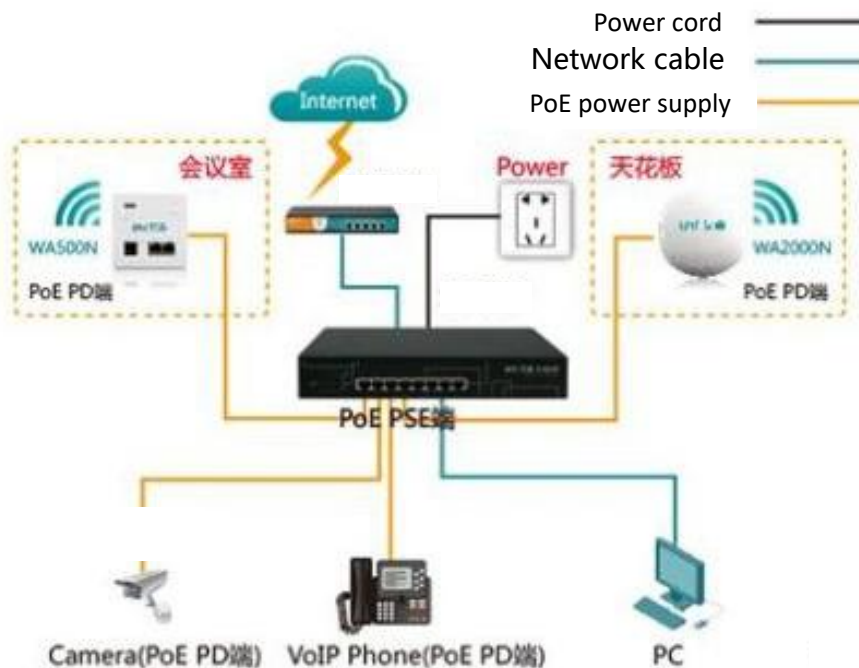 Power cord
Network cable
PoE power supply
Internet
会议室
Power
天花板
WA500N
PoE PD端
WA2000N
PoE PD端
PoE PSE端
Camera(PoE PD端)
VoIP Phone(PoE PD端)
PC